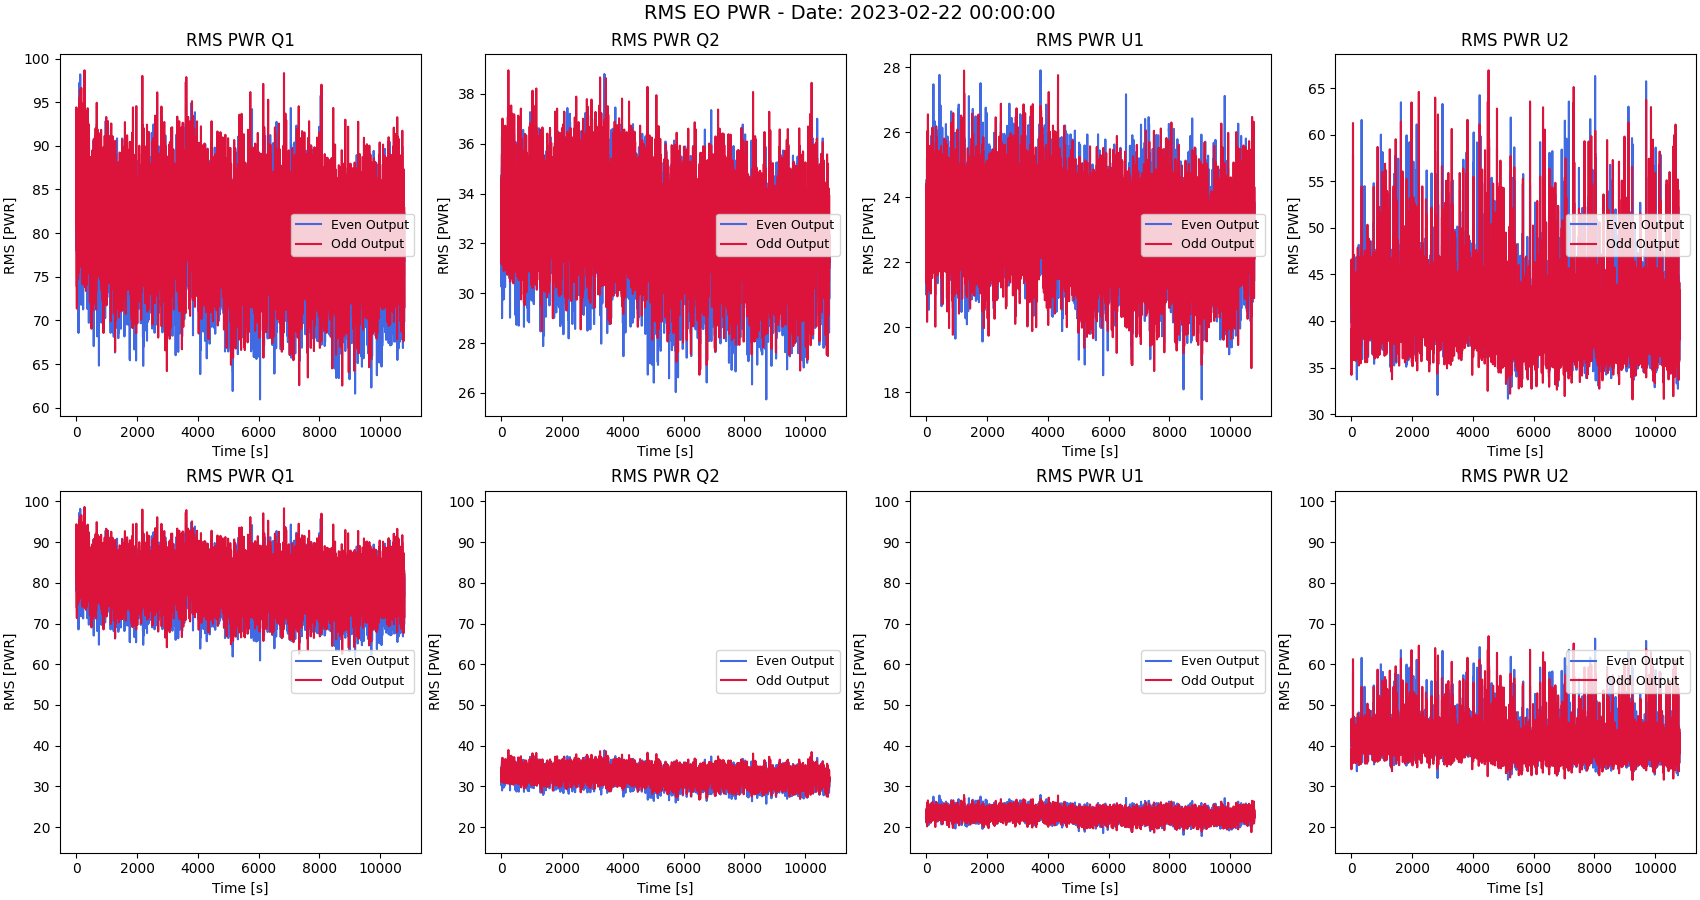 RMS EO PWR - Date: 2023-02-22 00:00:00
RMS PWR Q1
RMS [PWR]
100
95
90
85
80
75
70
65
60
0 2000 4000 6000 8000 10000
Time [s]
Even Output
Odd Output
RMS PWR Q2
RMS [PWR]
38
36
34
32
30
28
26
0 2000 4000 6000 8000 10000
Time [s]
Even Output
Odd Output
RMS PWR U1
RMS [PWR]
28
26
24
22
20
18
0 2000 4000 6000 8000 10000
Time [s]
Even Output
Odd Output
RMS PWR U2
RMS [PWR]
65
60
55
50
45
40
35
30
0 2000 4000 6000 8000 10000
Time [s]
Even Output
Odd Output
RMS PWR Q1
RMS [PWR]
100
90
80
70
60
50
40
30
20
0 2000 4000 6000 8000 10000
Time [s]
Even Output
Odd Output
RMS PWR Q2
RMS [PWR]
100
90
80
70
60
50
40
30
20
0 2000 4000 6000 8000 10000
Time [s]
Even Output
Odd Output
RMS PWR U1
RMS [PWR]
100
90
80
70
60
50
40
30
20
0 2000 4000 6000 8000 10000
Time [s]
Even Output
Odd Output
RMS PWR U2
RMS [PWR]
100
90
80
70
60
50
40
30
20
0 2000 4000 6000 8000 10000
Time [s]
Even Output
Odd Output